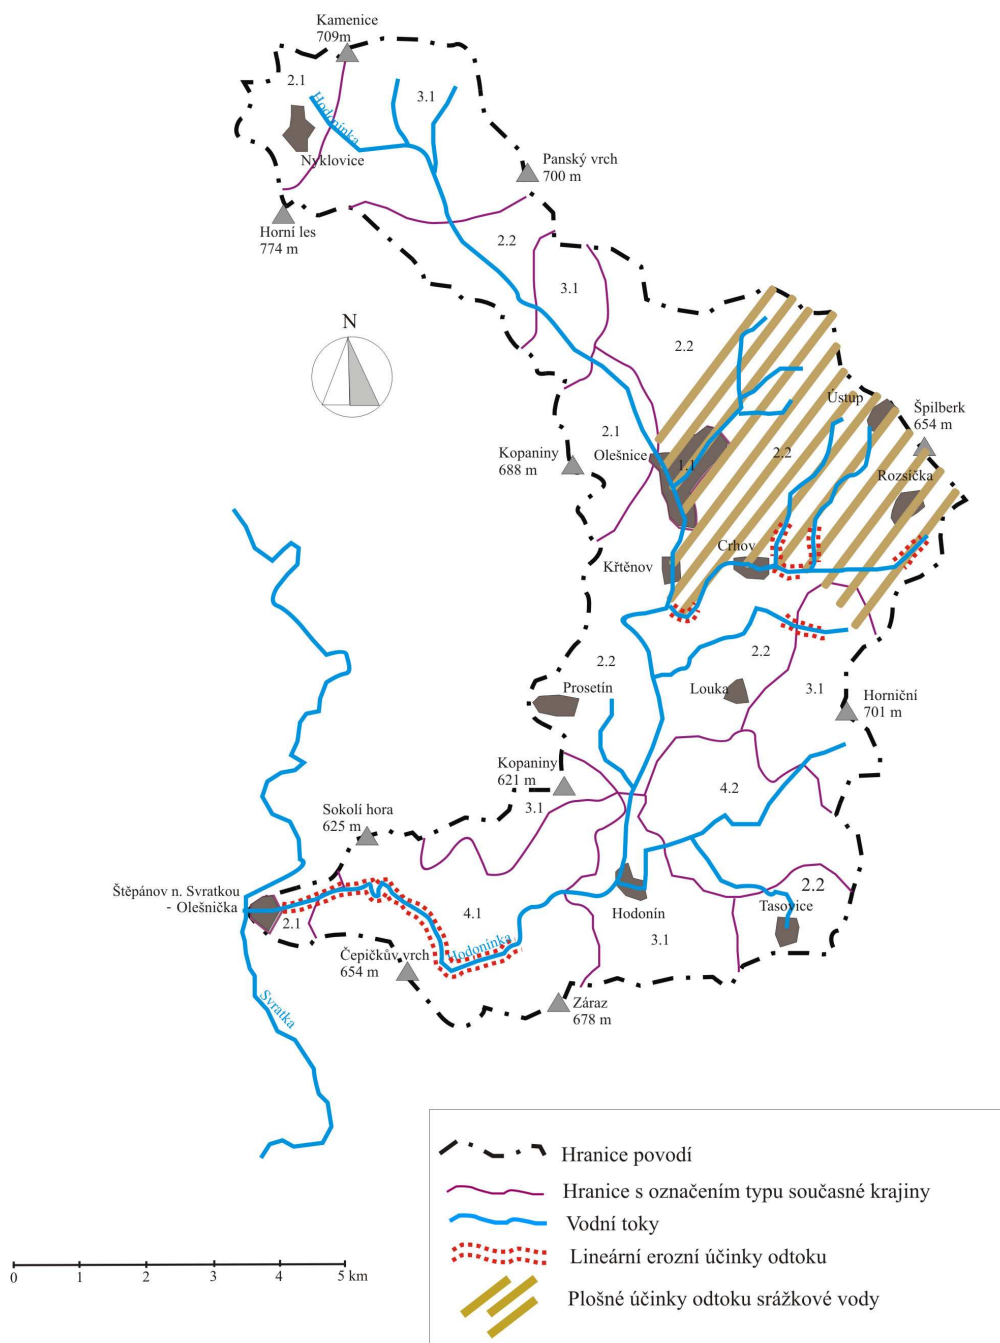 Kamenice
709m
2.1
3.1
Hodonínka
Nyklovice
Panský vrch
700 m
Horní les
774 m
2.2
3.1
N
2.2
Ústup
Špilberk
654 m
2.1
Olešnice
1.1
2.2
Kopaniny
688 m
Rozsíčka
Crhov
Křtěnov
2.2
2.2
Prosetín
Louka
3.1
Horniční
701 m
Kopaniny
621 m
4.2
3.1
Sokolí hora
625 m
2.2
Štěpánov n. Svratkou
- Olešnička
2.1
4.1
Hodonín
Tasovice
Hodonínka
3.1
Čepičkův vrch
654 m
Svratka
Záraz
678 m
Hranice povodí
Hranice s označením typu současné krajiny
Vodní toky
Lineární erozní účinky odtoku
Plošné účinky odtoku srážkové vody
0 1 2 3 4 5 km